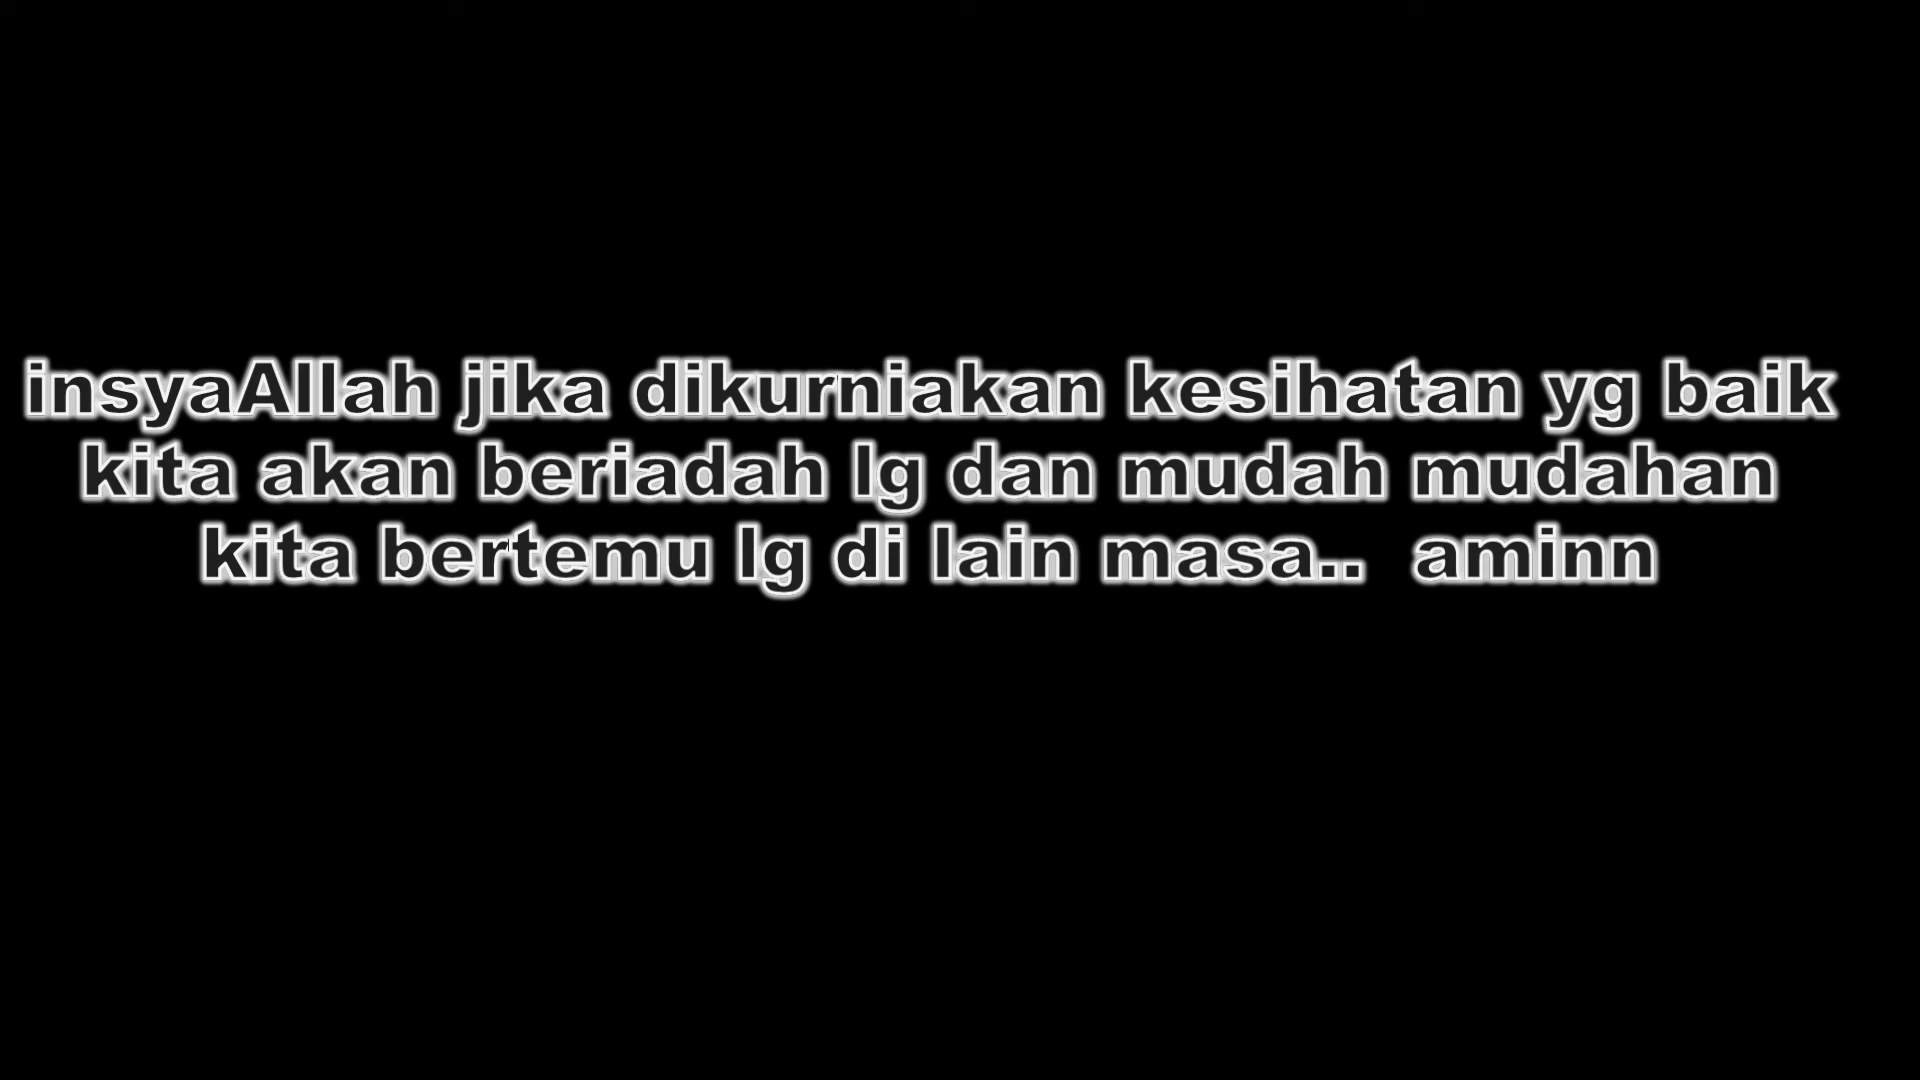 insyaAllah jika dikurniakan kesihatan yg baik
kita akan beriadah lg dan mudah mudahan
kita bertemu lg di lain masa..  aminn